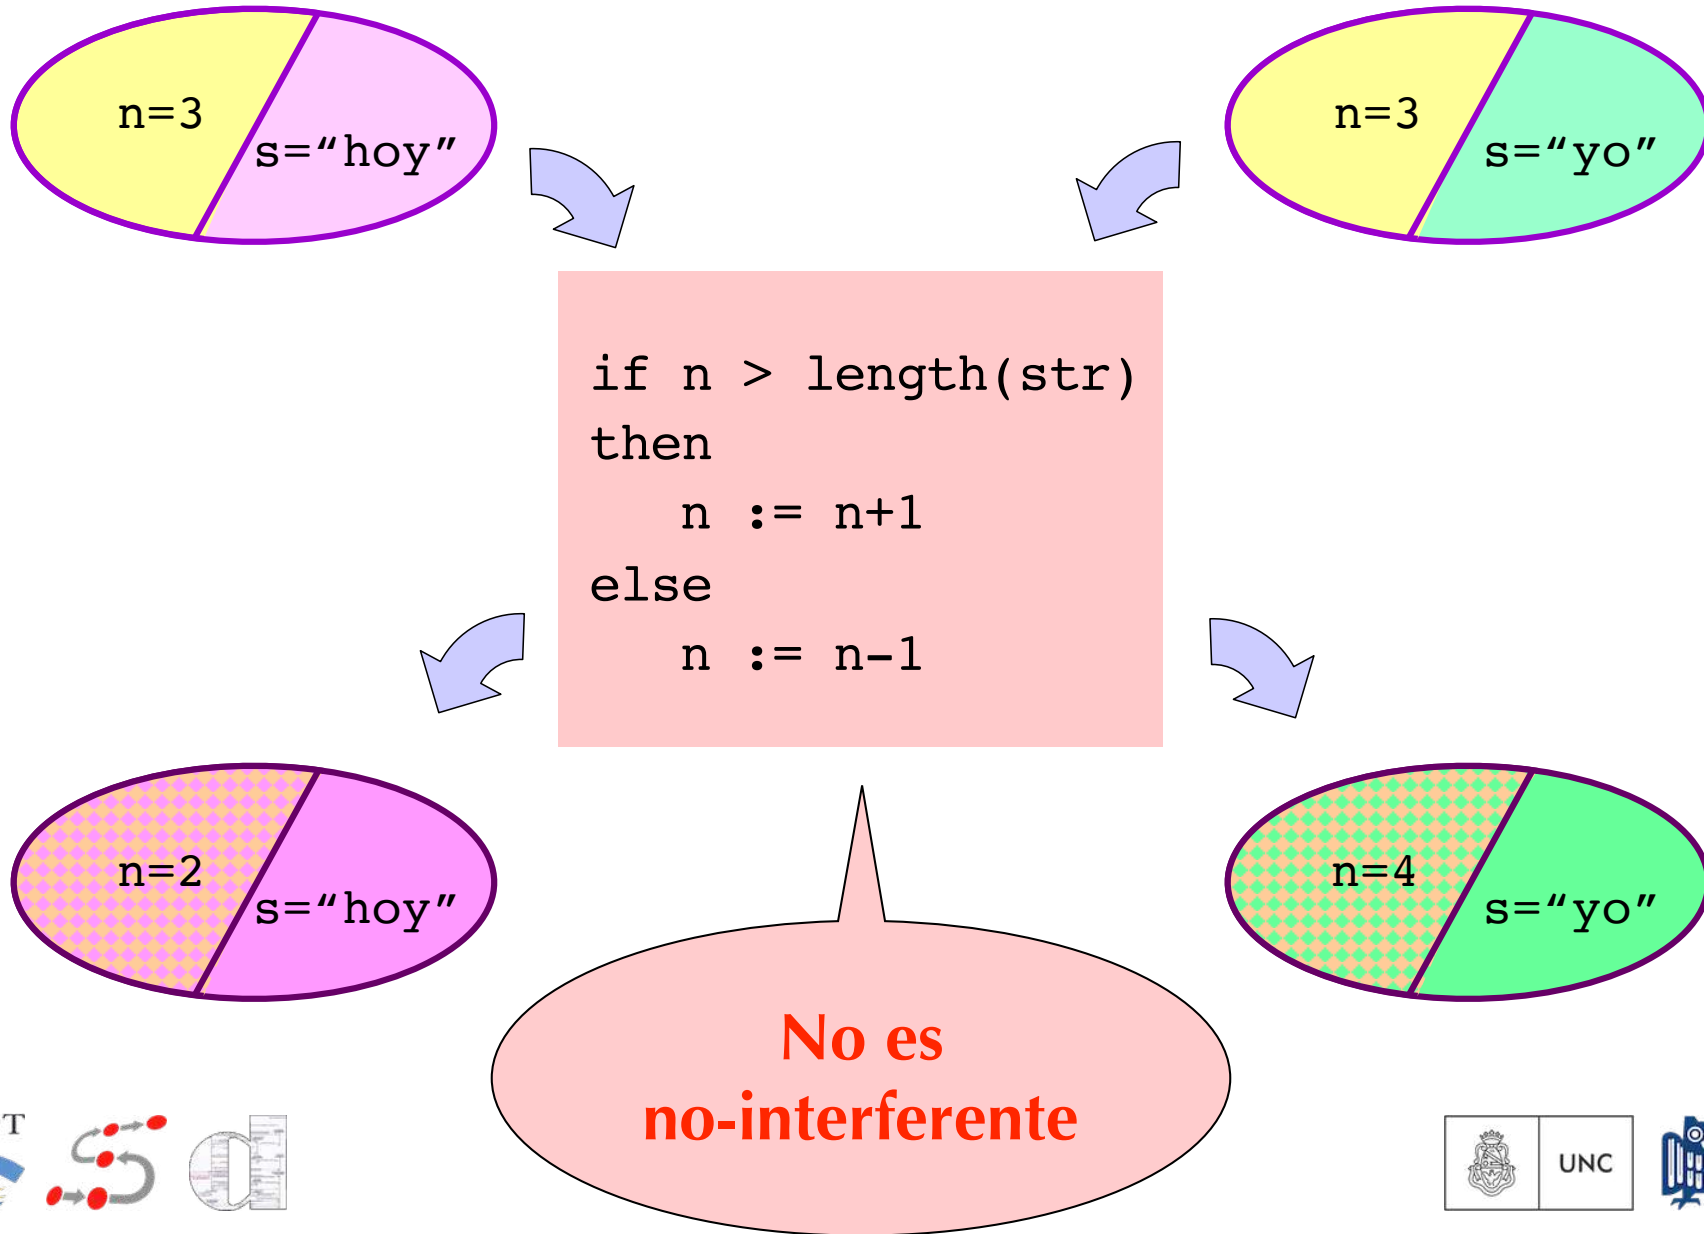 n=3
s=“hoy”
n=3
s=“yo”
if n > length(str)
then
n := n+1
else
n := n-1
n=2
s=“hoy”
n=4
s=“yo”
No es
no-interferente
T
UNC